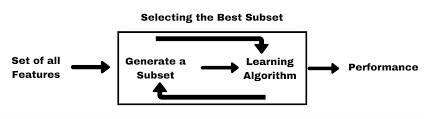 Selecting the Best Subset
Set of all
Features
Generate a
Subset
Learning
Algorithm
Performance